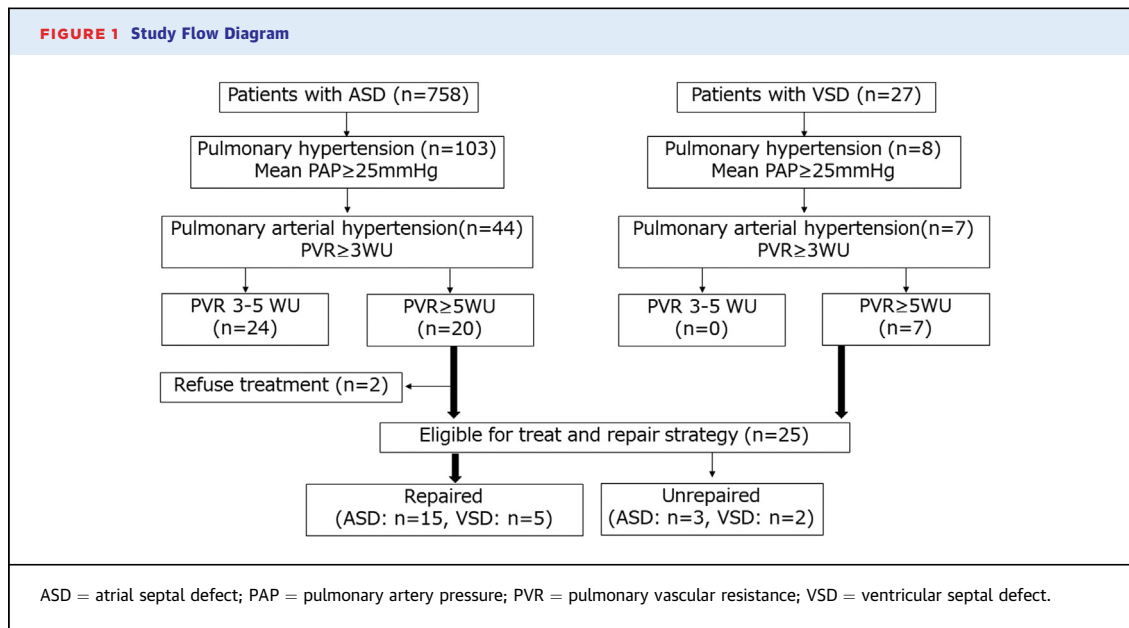 FIGURE 1 Study Flow Diagram
Patients with ASD (n=758)
Pulmonary hypertension (n=103)
Mean PAP≥25mmHg
Pulmonary arterial hypertension(n=44)
PVR≥3WU
PVR 3-5 WU
(n=24)
PVR≥5WU
(n=20)
Refuse treatment (n=2)
Patients with VSD (n=27)
Pulmonary hypertension (n=8)
Mean PAP≥25mmHg
Pulmonary arterial hypertension(n=7)
PVR≥3WU
PVR 3-5 WU
(n=0)
PVR≥5WU
(n=7)
Eligible for treat and repair strategy (n=25)
Repaired
(ASD: n=15, VSD: n=5)
Unrepaired
(ASD: n=3, VSD: n=2)
ASD = atrial septal defect; PAP = pulmonary artery pressure; PVR = pulmonary vascular resistance; VSD = ventricular septal defect.